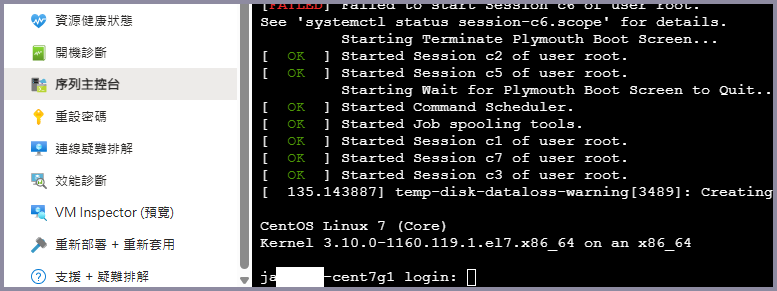 資源健康狀態
開機診斷
序列主控台
重設密碼
連線疑難排解
效能診斷
VM Inspector (預覽)
重新部署 + 重新套用
支援 + 疑難排解
[FAILED] Failed to start Session c6 of user root.
See 'systemctl status session-c6.scope' for details.
Starting Terminate Plymouth Boot Screen...
[  OK  ] Started Session c2 of user root.
[  OK  ] Started Session c5 of user root.
Starting Wait for Plymouth Boot Screen to Quit..
[  OK  ] Started Command Scheduler.
[  OK  ] Started Job spooling tools.
[  OK  ] Started Session c1 of user root.
[  OK  ] Started Session c7 of user root.
[  OK  ] Started Session c3 of user root.
[  135.143887] temp-disk-dataloss-warning[3489]: Creating
CentOS Linux 7 (Core)
Kernel 3.10.0-1160.119.1.el7.x86_64 on an x86_64
ja -cent7g1 login: